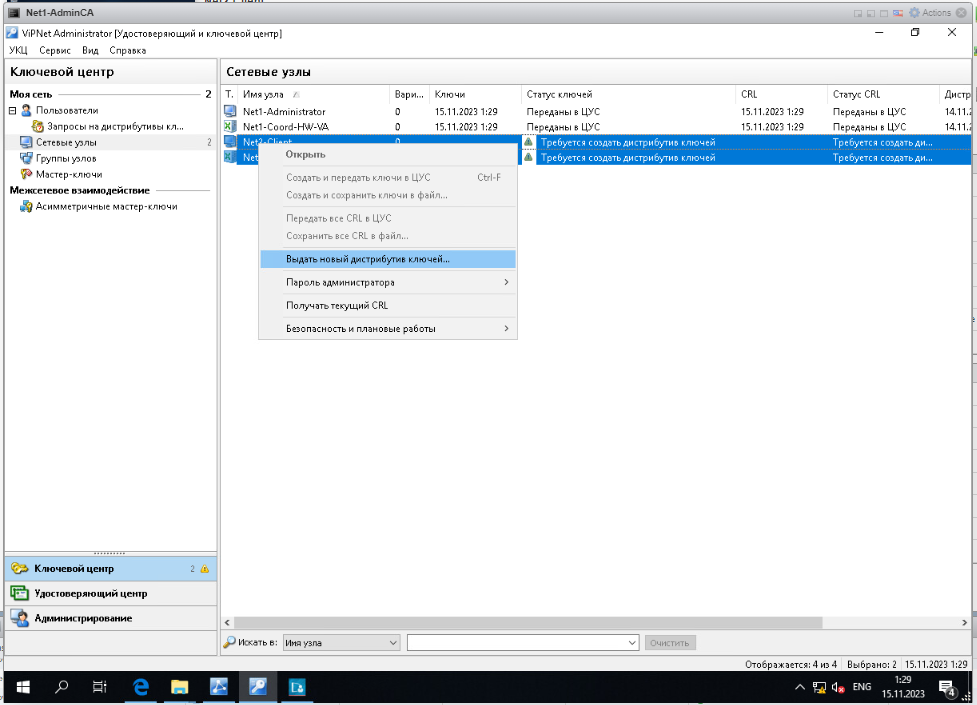 Net1-AdminCA
Actions
ViPNet Administrator [Удостоверяющий и ключевой центр]
УКЦ Сервис Вид Справка
Ключевой центр
Моя сеть 2
Пользователи
Запросы на дистрибутивы кл...
Сетевые узлы 2
Группы узлов
Мастер-ключи
Межсетевое взаимодействие
Асимметричные мастер-ключи
Сетевые узлы
Т. Имя узла Вари... Ключи Статус ключей CRL Статус CRL Дистр
Net1-Administrator 0 15.11.2023 1:29 Переданы в ЦУС 15.11.2023 1:29 Переданы в ЦУС 14.11.2
Net1-Coord-HW-VA 0 15.11.2023 1:29 Переданы в ЦУС 15.11.2023 1:29 Переданы в ЦУС 14.11.2
Net2-Client 0 Требуется создать дистрибутив ключей Требуется создать ди...
Net Требуется создать дистрибутив ключей Требуется создать ди...
Открыть
Создать и передать ключи в ЦУС Ctrl-F
Создать и сохранить ключи в файл...
Передать все CRL в ЦУС
Сохранить все CRL в файл...
Выдать новый дистрибутив ключей...
Пароль администратора
Получать текущий CRL
Безопасность и плановые работы
Ключевой центр 2
Удостоверяющий центр
Администрирование
Искать в: Имя узла Очистить
Отображается: 4 из 4 Выбрано: 2 15.11.2023 1:29
ENG 1:29
15.11.2023 4